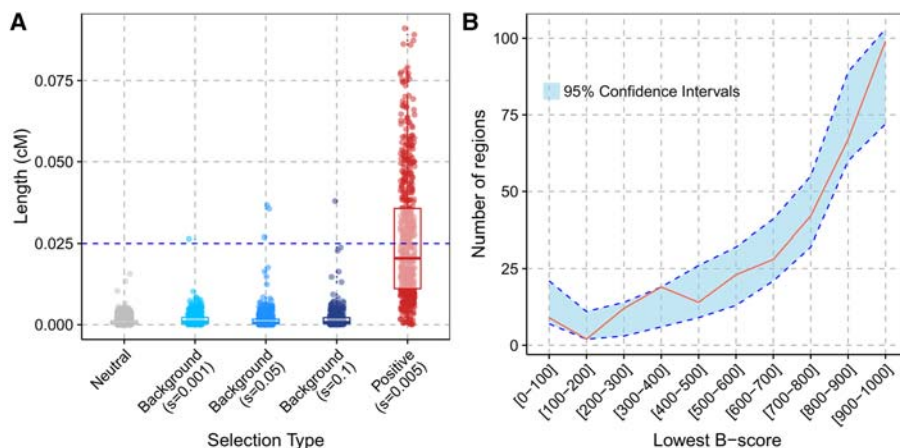 A
Length (cM)
0.075
0.050
0.025
0.000
Neutral
Background
(s=0.001)
Background
(s=0.05)
Background
(s=0.1)
Positive
(s=0.005)
Selection Type
B
Number of regions
100
75
50
25
0
95% Confidence Intervals
[0−100]
[100−200]
[200−300]
[300−400]
[400−500]
[500−600]
[600−700]
[700−800]
[800−900]
[900−1000]
Lowest B−score